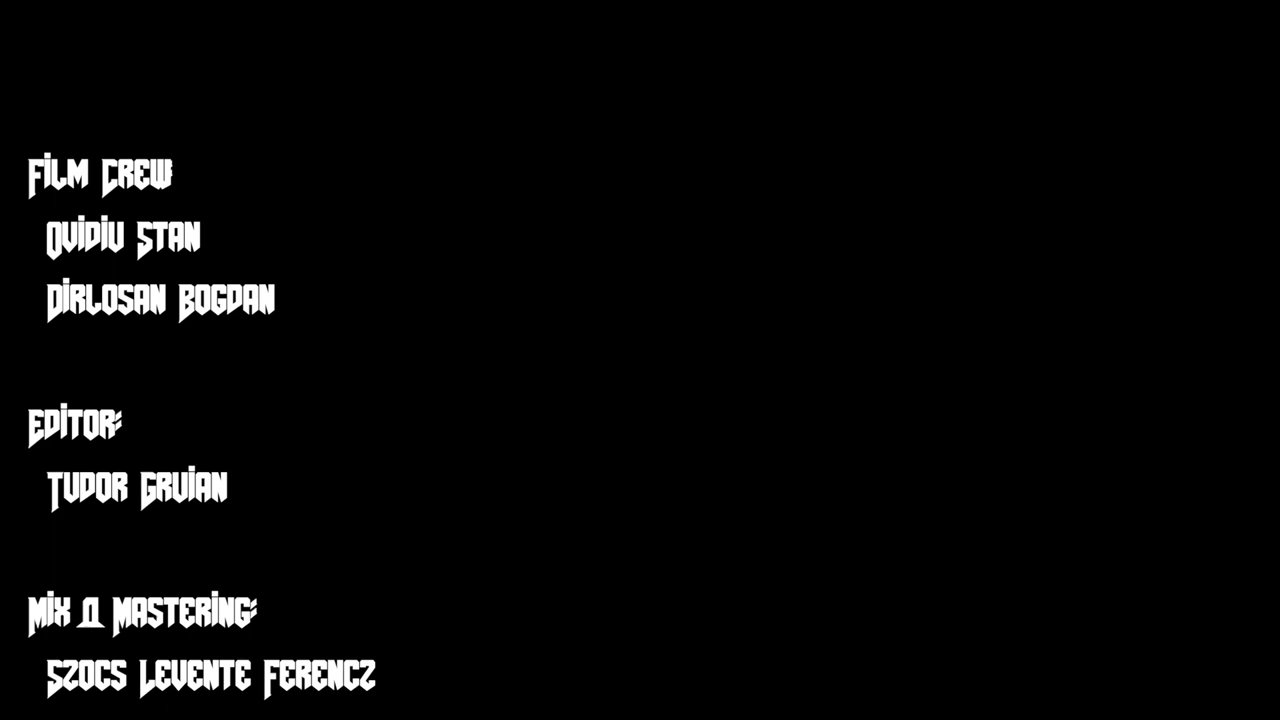 Film Crew:
Ovidiu Stan
Dirlosan Bogdan
Editor:
Tudor Gruian
Mix & Mastering:
Szocs Levente Ferencz